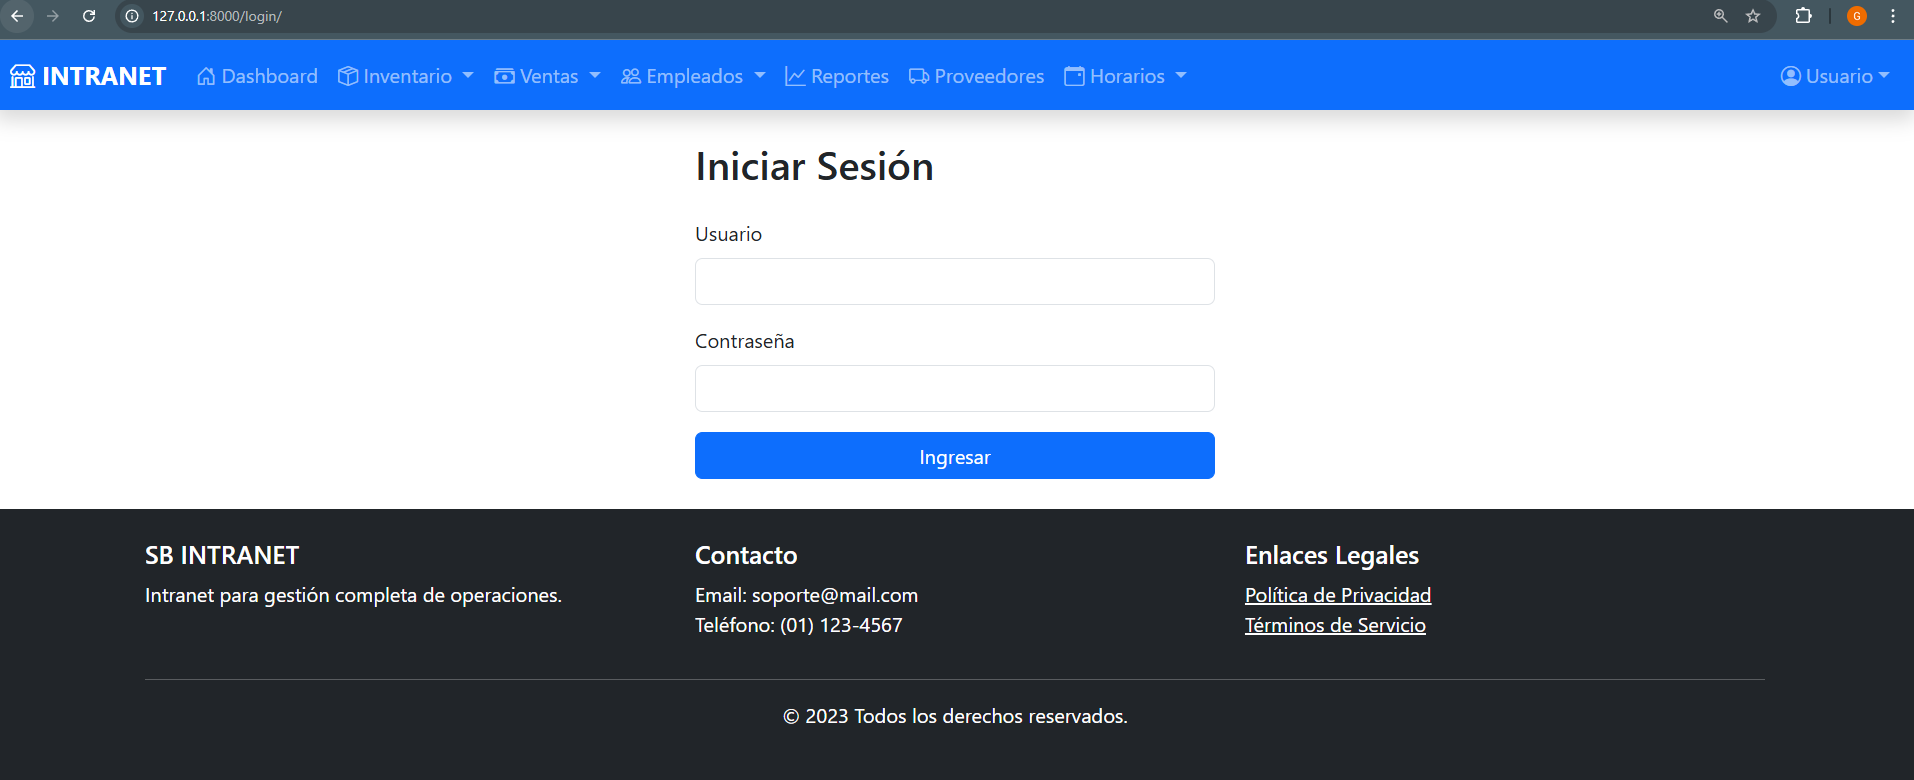 127.0.0.1:8000/login/
G
INTRANET Dashboard Inventario Ventas Empleados Reportes Proveedores Horarios Usuario
Iniciar Sesión
Usuario
Contraseña
Ingresar
SB INTRANET
Intranet para gestión completa de operaciones.
Contacto
Email: soporte@mail.com
Teléfono: (01) 123-4567
Enlaces Legales
Política de Privacidad
Términos de Servicio
© 2023 Todos los derechos reservados.